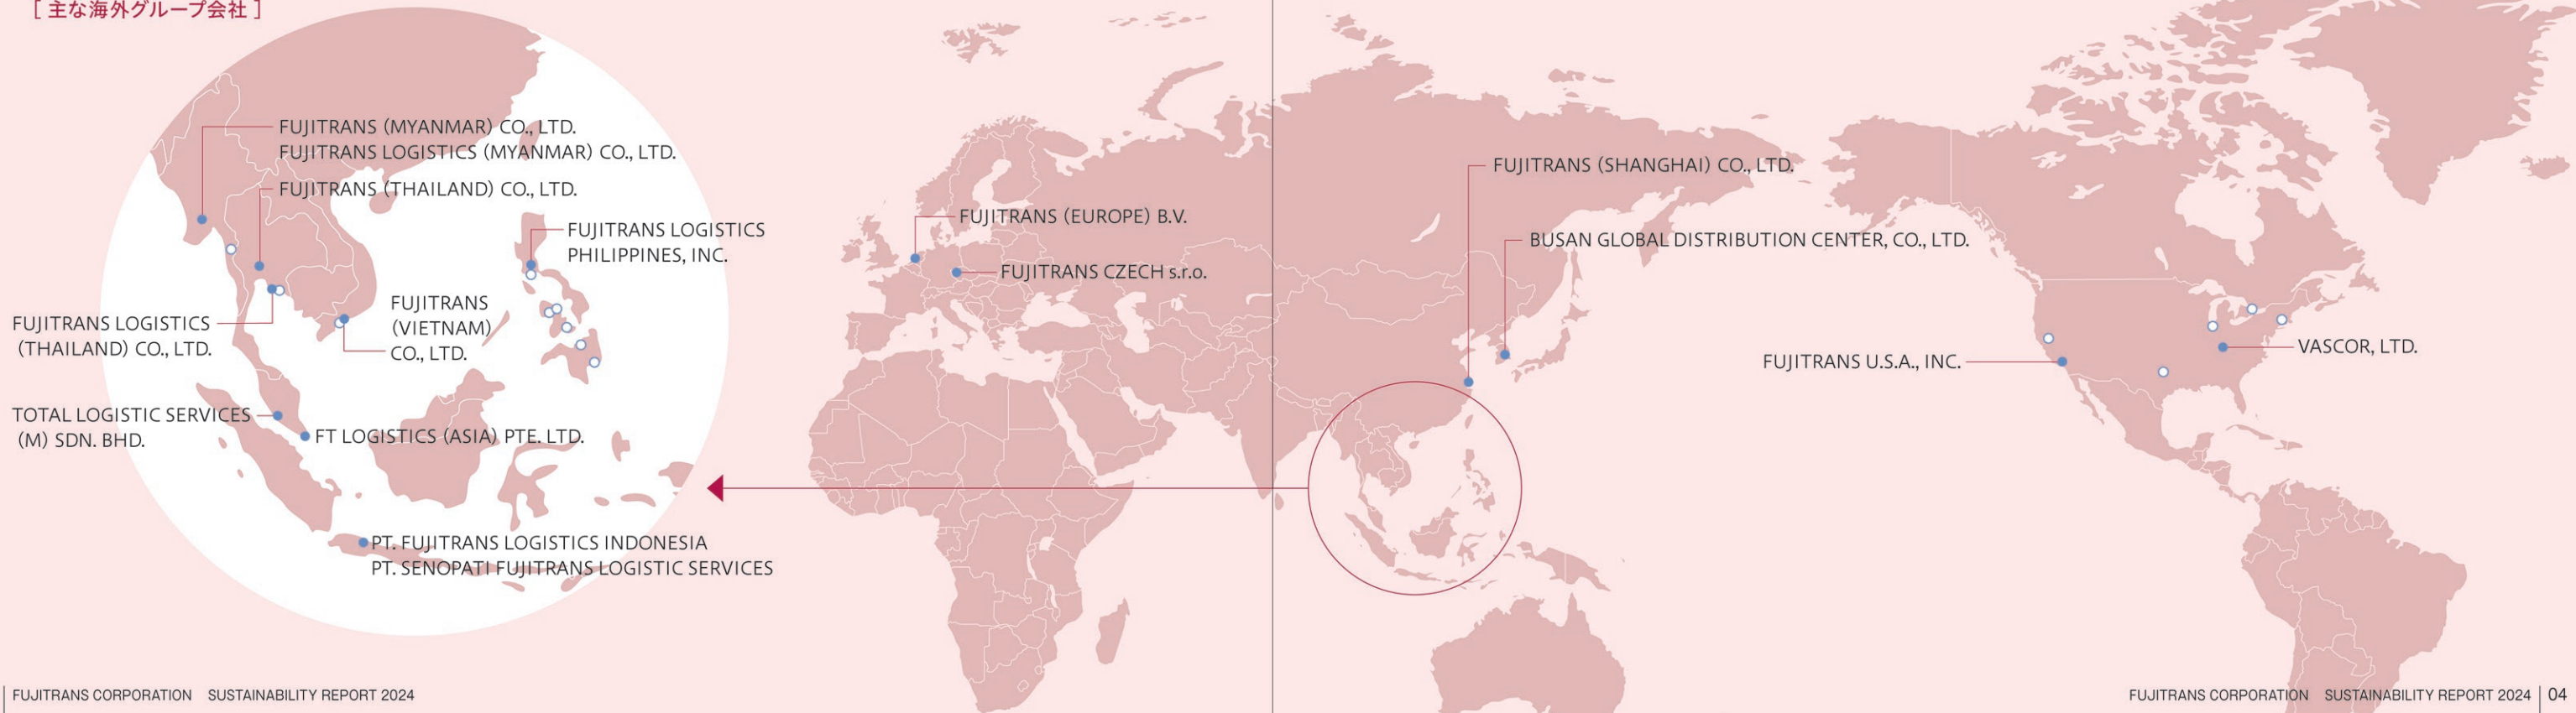 [ 主な海外グループ会社 ]
FUJITRANS (MYANMAR) CO., LTD.
FUJITRANS LOGISTICS (MYANMAR) CO., LTD.
FUJITRANS (THAILAND) CO., LTD.
FUJITRANS LOGISTICS
PHILIPPINES, INC.
FUJITRANS
(VIETNAM)
CO., LTD.
FUJITRANS LOGISTICS
(THAILAND) CO., LTD.
TOTAL LOGISTIC SERVICES
(M) SDN. BHD.
FT LOGISTICS (ASIA) PTE. LTD.
PT. FUJITRANS LOGISTICS INDONESIA
PT. SENOPATI FUJITRANS LOGISTIC SERVICES
FUJITRANS (EUROPE) B.V.
FUJITRANS CZECH s.r.o.
FUJITRANS (SHANGHAI) CO., LTD.
BUSAN GLOBAL DISTRIBUTION CENTER, CO., LTD.
FUJITRANS U.S.A., INC.
VASCOR, LTD.
FUJITRANS CORPORATION SUSTAINABILITY REPORT 2024
FUJITRANS CORPORATION SUSTAINABILITY REPORT 2024 | 04